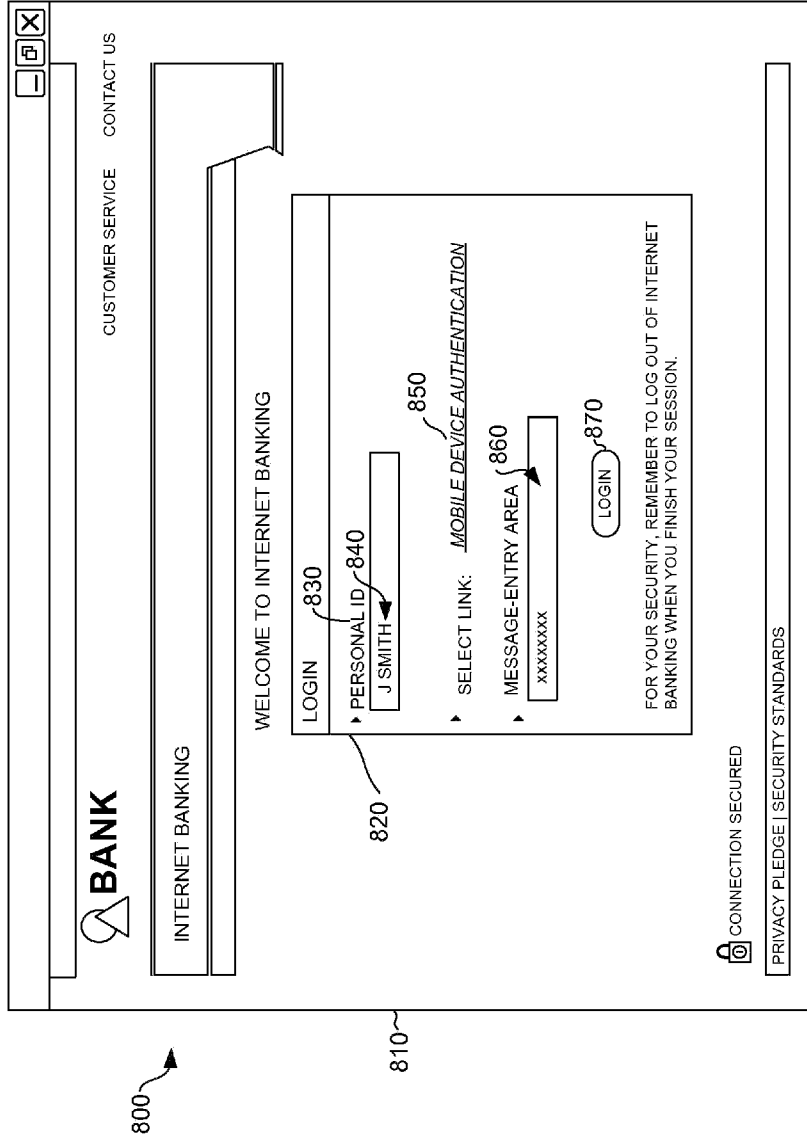 800
810
BANK
CUSTOMER SERVICE CONTACT US
INTERNET BANKING
WELCOME TO INTERNET BANKING
820
LOGIN
830
PERSONAL ID
840
J SMITH
850
SELECT LINK: MOBILE DEVICE AUTHENTICATION
MESSAGE-ENTRY AREA
860
xxxxxxxxx
LOGIN
870
FOR YOUR SECURITY, REMEMBER TO LOG OUT OF INTERNET
BANKING WHEN YOU FINISH YOUR SESSION.
CONNECTION SECURED
PRIVACY PLEDGE | SECURITY STANDARDS